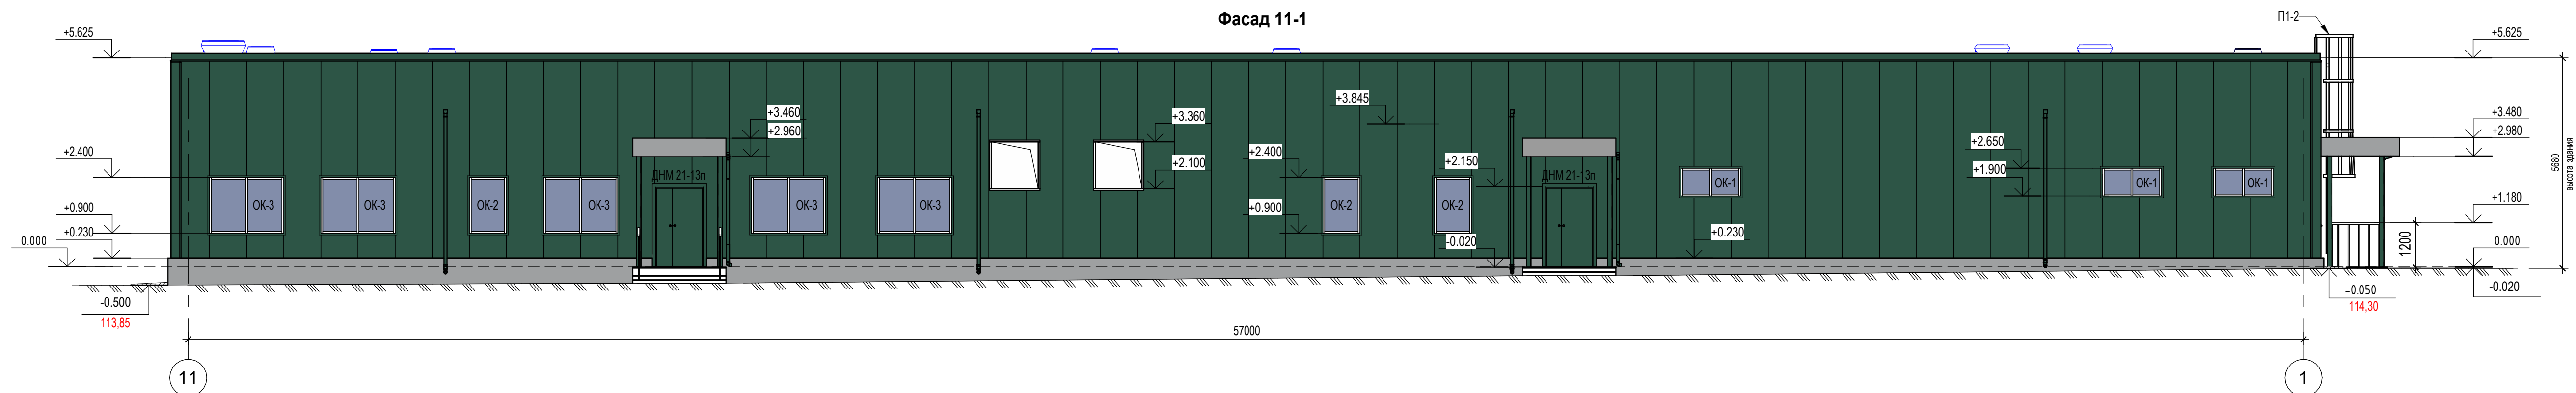 Фасад 11-1
П1-2
+5.625
+5.625
+3.845
+3.460
+2.960
+3.360
+2.100
+3.480
+2.980
+2.400
+2.400
+2.150
+2.650
+1.900
ДНМ 21-13п
ДНМ 21-13п
ОК-3
ОК-3
ОК-2
ОК-3
ОК-3
ОК-3
ОК-2
ОК-2
ОК-1
ОК-1
ОК-1
+0.900
+0.900
+0.230
+0.230
0.000
-0.020
+1.180
1200
0.000
-0.020
5680
высота здания
-0.500
113,85
-0.050
114,30
57000
11
1